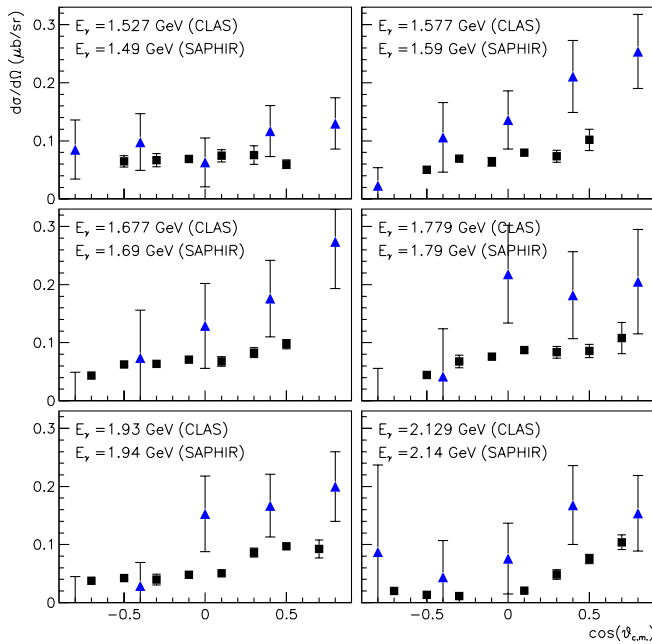 dσ/dΩ (μb/sr)
0.3
0.2
0.1
0
E_γ = 1.527 GeV (CLAS)
E_γ = 1.49 GeV (SAPHIR)
E_γ = 1.577 GeV (CLAS)
E_γ = 1.59 GeV (SAPHIR)
0.3
0.2
0.1
0
E_γ = 1.677 GeV (CLAS)
E_γ = 1.69 GeV (SAPHIR)
E_γ = 1.779 GeV (CLAS)
E_γ = 1.79 GeV (SAPHIR)
0.3
0.2
0.1
0
E_γ = 1.93 GeV (CLAS)
E_γ = 1.94 GeV (SAPHIR)
E_γ = 2.129 GeV (CLAS)
E_γ = 2.14 GeV (SAPHIR)
−0.5 0 0.5 −0.5 0 0.5
cos(ϑ_c.m.)